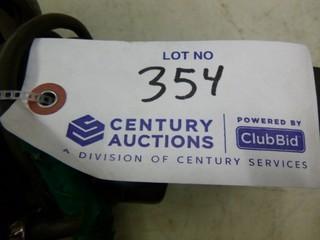 LOT NO
354
CENTURY AUCTIONS
POWERED BY ClubBid
A DIVISION OF CENTURY SERVICES